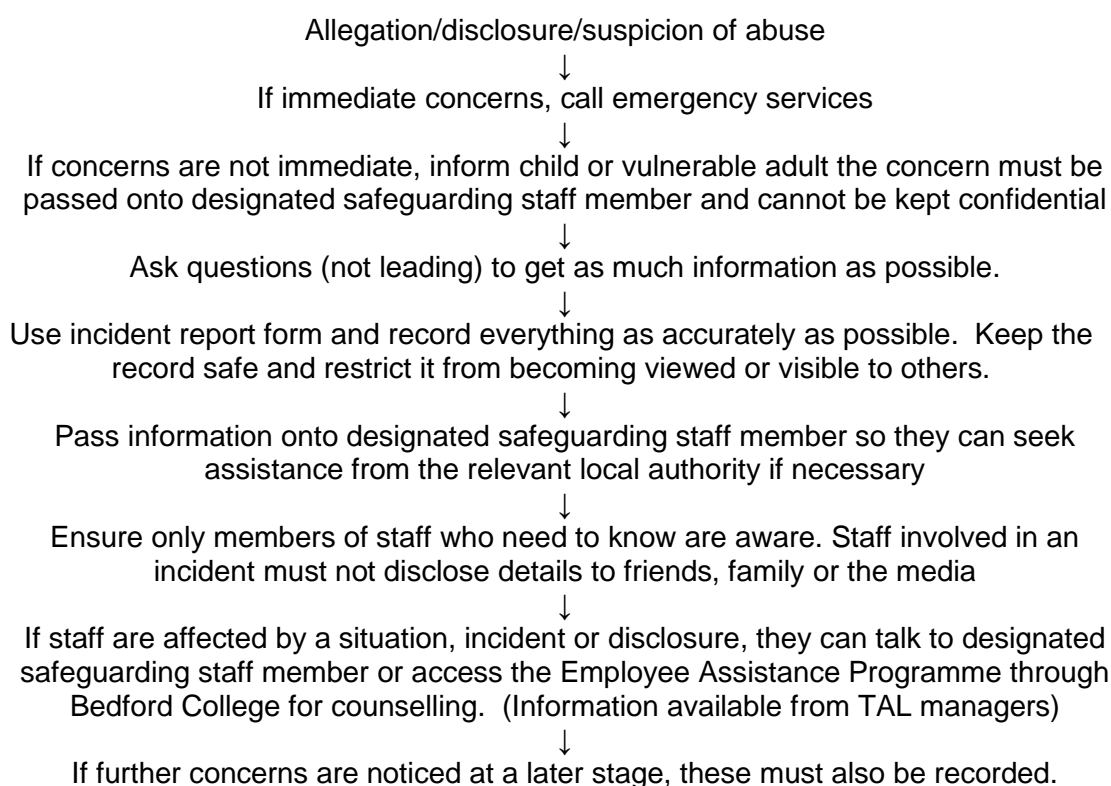 Allegation/disclosure/suspicion of abuse
↓
If immediate concerns, call emergency services
↓
If concerns are not immediate, inform child or vulnerable adult the concern must be
passed onto designated safeguarding staff member and cannot be kept confidential
↓
Ask questions (not leading) to get as much information as possible.
↓
Use incident report form and record everything as accurately as possible.  Keep the
record safe and restrict it from becoming viewed or visible to others.
↓
Pass information onto designated safeguarding staff member so they can seek
assistance from the relevant local authority if necessary
↓
Ensure only members of staff who need to know are aware. Staff involved in an
incident must not disclose details to friends, family or the media
↓
If staff are affected by a situation, incident or disclosure, they can talk to designated
safeguarding staff member or access the Employee Assistance Programme through
Bedford College for counselling.  (Information available from TAL managers)
↓
If further concerns are noticed at a later stage, these must also be recorded.